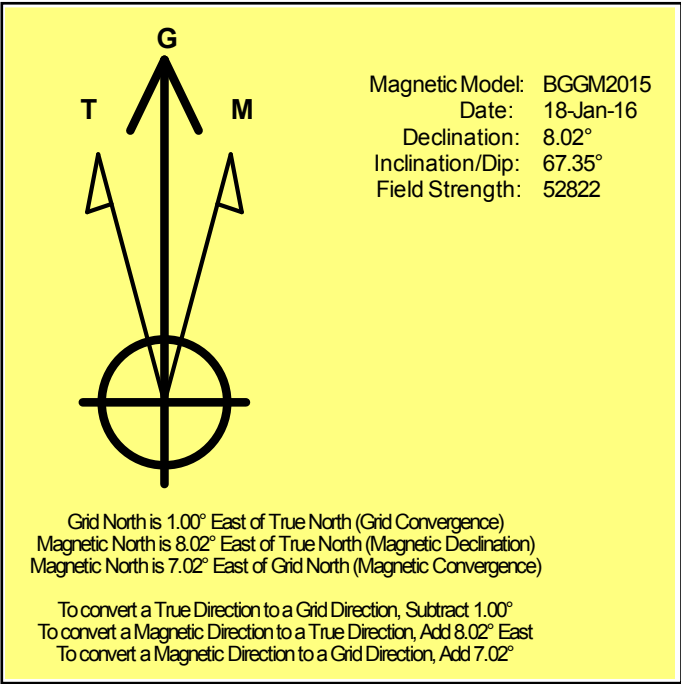 G
T M
Magnetic Model: BGGM2015
Date: 18-Jan-16
Declination: 8.02°
Inclination/Dip: 67.35°
Field Strength: 52822
Grid North is 1.00° East of True North (Grid Convergence)
Magnetic North is 8.02° East of True North (Magnetic Declination)
Magnetic North is 7.02° East of Grid North (Magnetic Convergence)
To convert a True Direction to a Grid Direction, Subtract 1.00°
To convert a Magnetic Direction to a True Direction, Add 8.02° East
To convert a Magnetic Direction to a Grid Direction, Add 7.02°